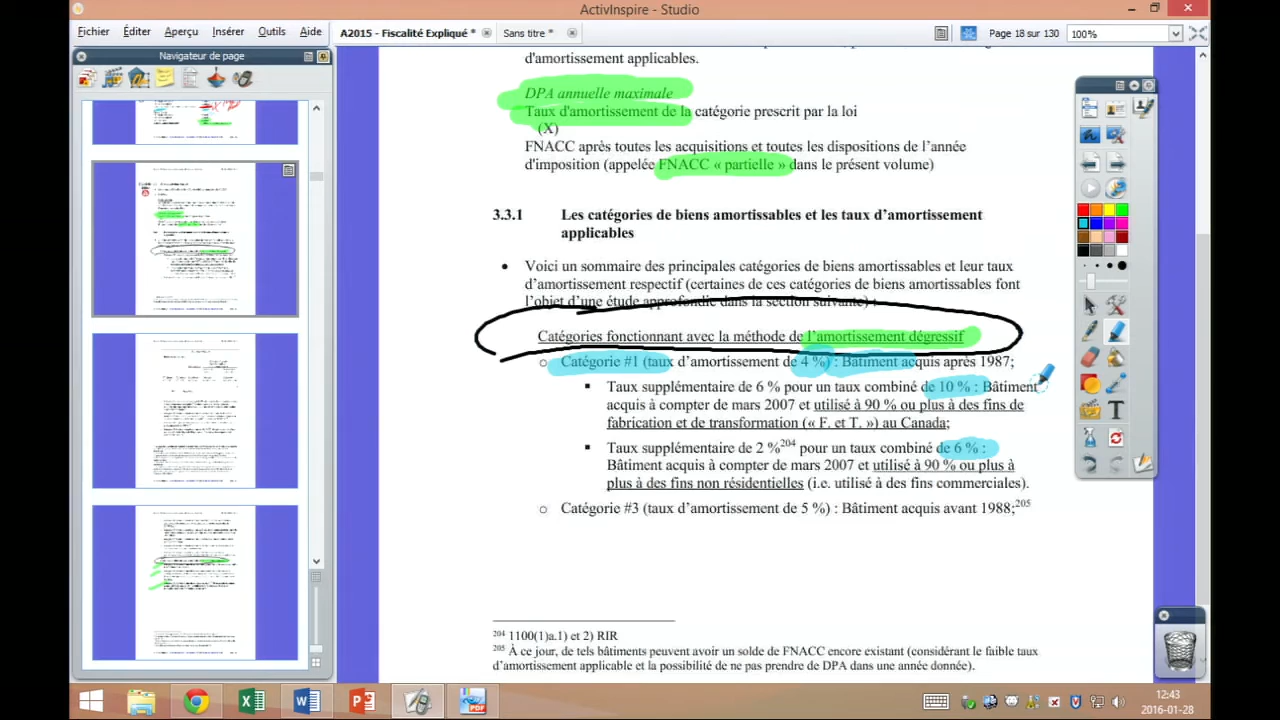 ActivInspire - Studio
Fichier Éditer Aperçu Insérer Outils Aide
A2015 - Fiscalité Expliqué * Sans titre * Page 18 sur 130 100%
Navigateur de page
d'amortissement applicables.
DPA annuelle maximale
Taux d'amortissement de la catégorie prescrit par la loi
(X)
FNACC après toutes les acquisitions et toutes les dispositions de l'année
d'imposition (appelée FNACC « partielle » dans le présent volume)
3.3.1 Les catégories de biens amortissables et les taux d'amortissement
applicables
• Voici un sommaire des principales catégories de biens amortissables et leur taux
d'amortissement respectif (certaines de ces catégories de biens amortissables font
l'objet d'une étude approfondie dans la section suivante) :
Catégories fonctionnant avec la méthode de l'amortissement dégressif
o Catégorie #1 (taux d'amortissement de 4 %) : Bâtiment acquis après 1987;
▪ Taux supplémentaire de 6 % pour un taux combiné de 10 % : Bâtiment
acquis à compter de mars 2007 et utilisé à 90 % ou plus à des fins de
fabrication et de transformation (« F. et T. ») au Canada;
▪ Taux supplémentaire de 2 %204 pour un taux combiné de 6 % :
Bâtiment acquis à compter de mars 2007 et utilisé à 90 % ou plus à
plus à des fins non résidentielles (i.e. utilisé à des fins commerciales).
o Catégorie #3 (taux d'amortissement de 5 %) : Bâtiment acquis avant 1988;205
204 1100(1)a.1) et 2) RIR
205 À ce jour, de tels bâtiments peuvent avoir un solde de FNACC encore existant considérant le faible taux
d'amortissement applicable et la possibilité de ne pas prendre de DPA dans une année donnée).
12:43
2016-01-28